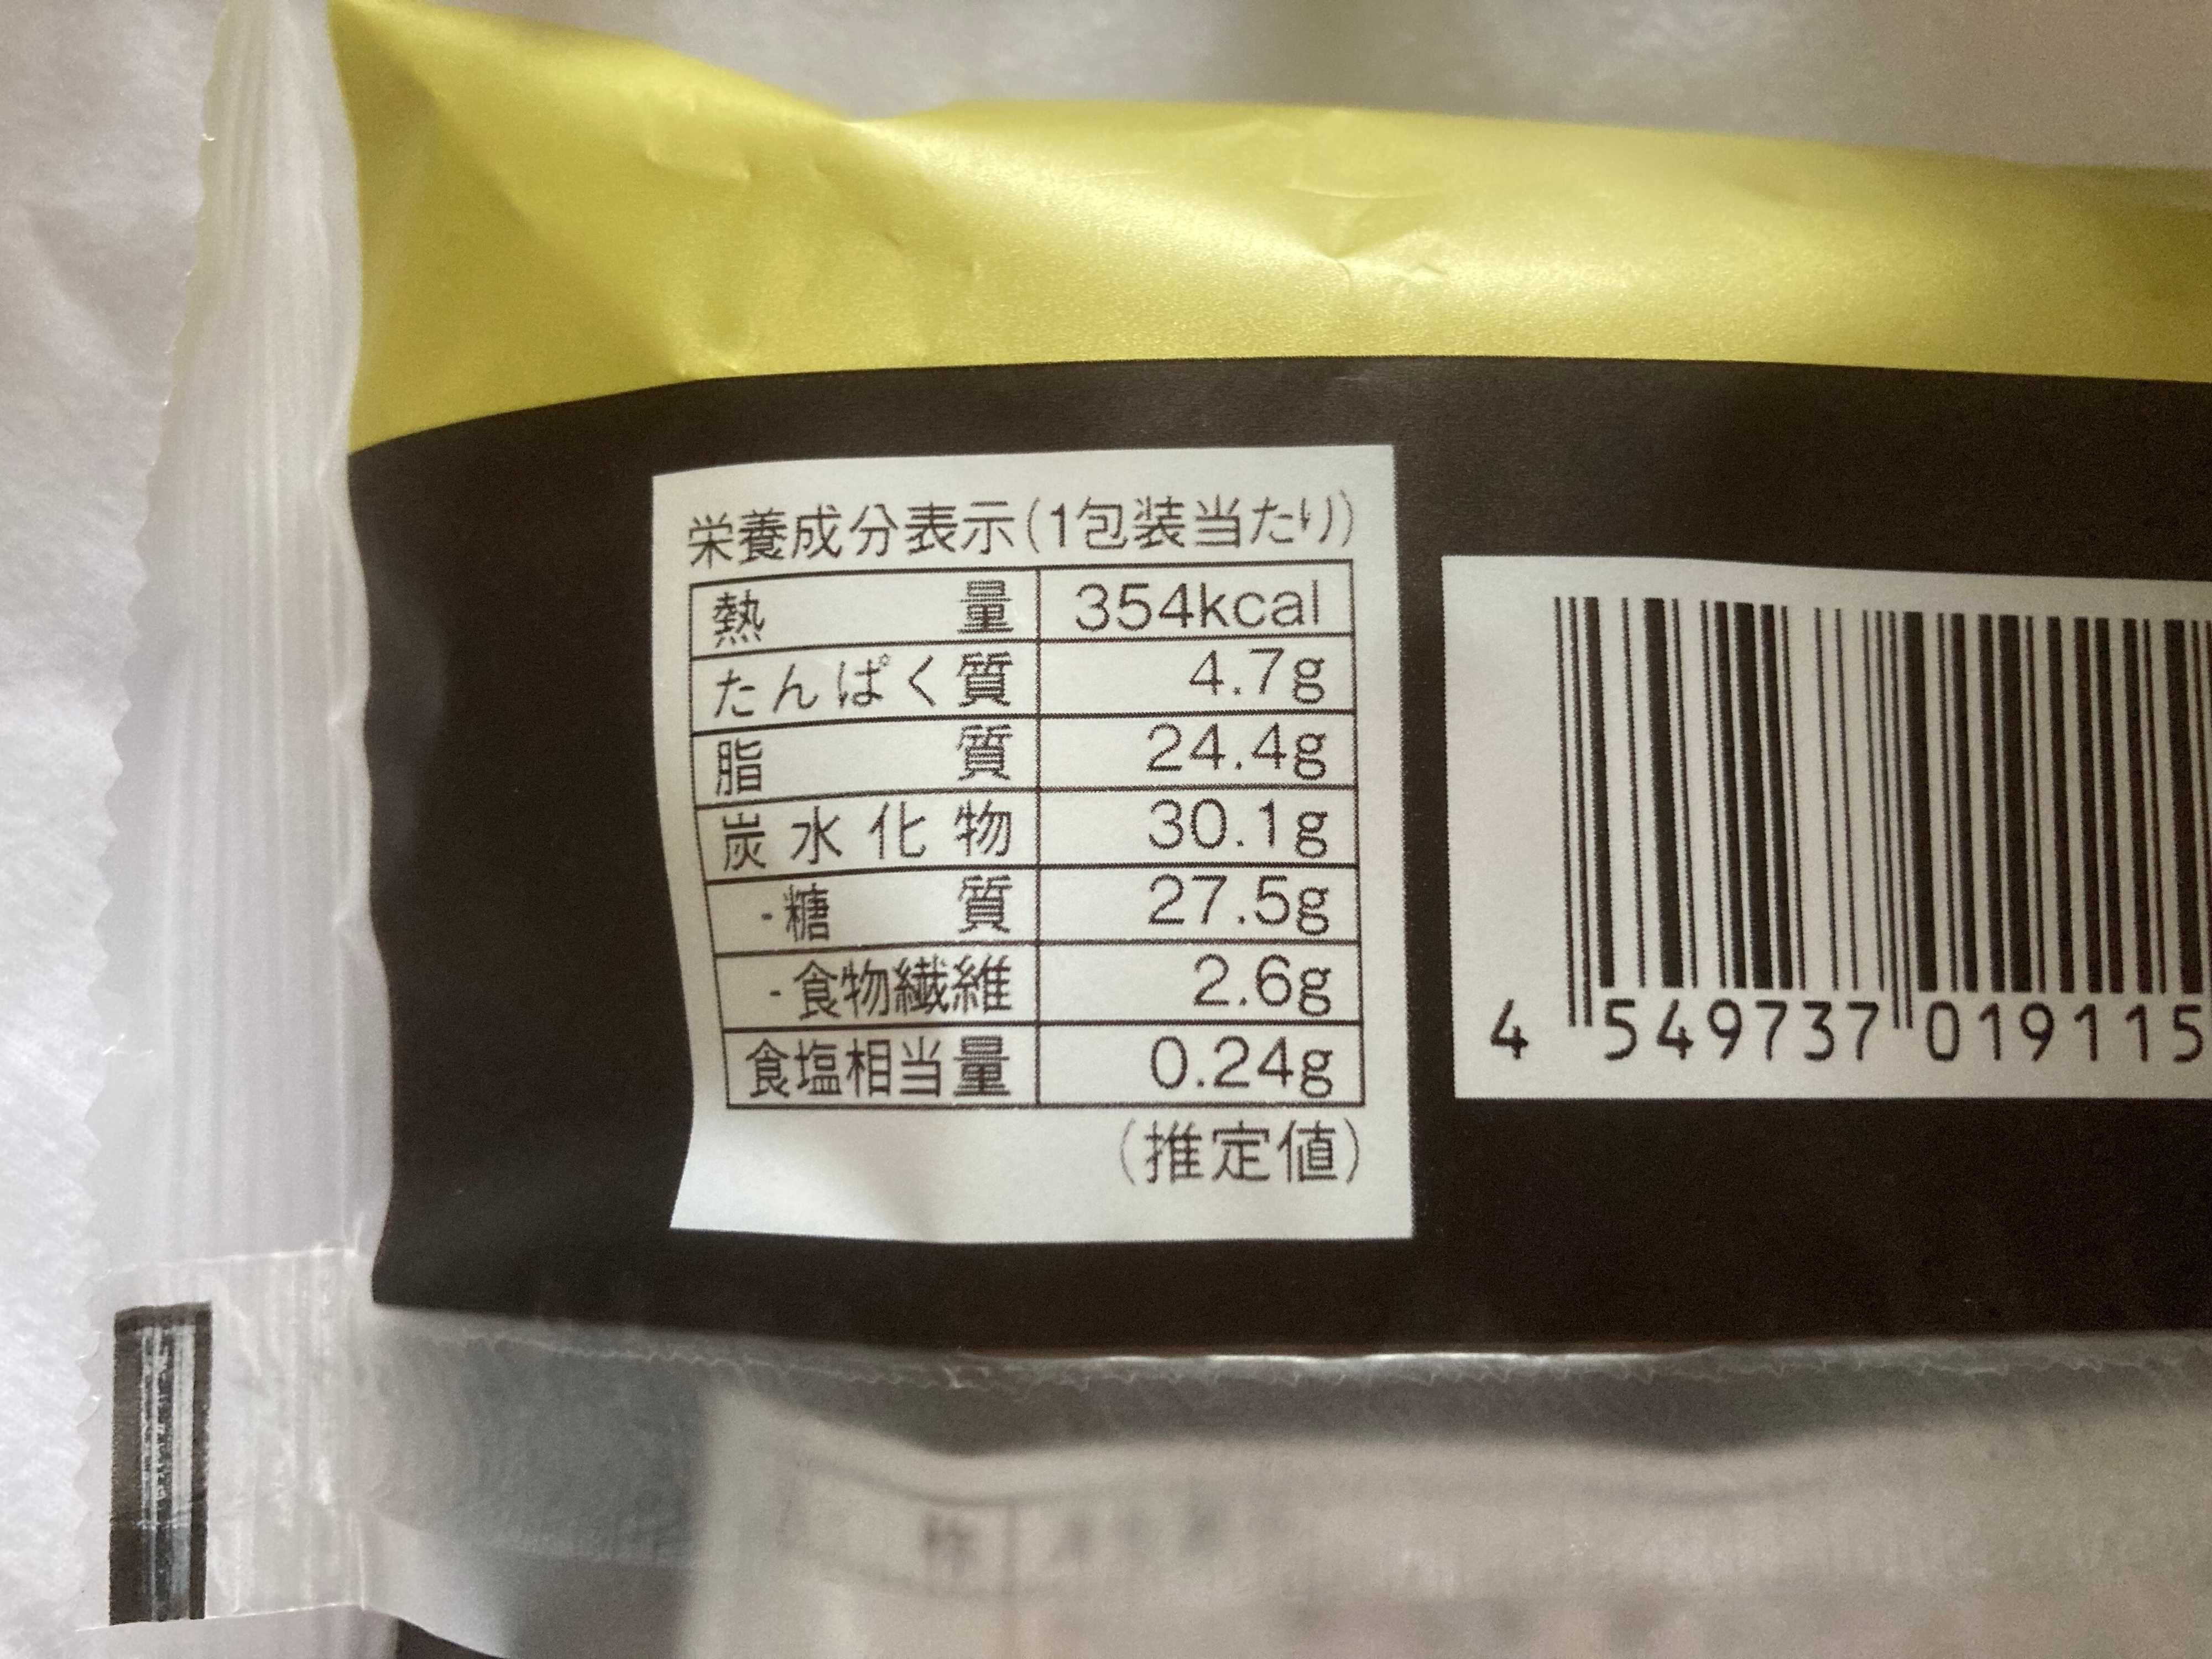 栄養成分表示(1包装当たり)
熱量 354kcal
たんぱく質 4.7g
脂質 24.4g
炭水化物 30.1g
-糖質 27.5g
-食物繊維 2.6g
食塩相当量 0.24g
(推定値)
4 549737 019115